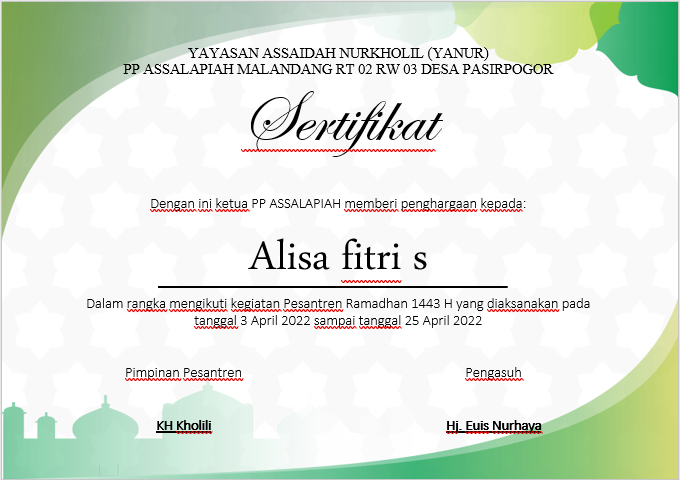 YAYASAN ASSAIDAH NURKHOLIL (YANUR)
PP ASSALAPIAH MALANDANG RT 02 RW 03 DESA PASIRPOGOR
Sertifikat
Dengan ini ketua PP ASSALAPIAH memberi penghargaan kepada:
Alisa fitri s
Dalam rangka mengikuti kegiatan Pesantren Ramadhan 1443 H yang diaksanakan pada
tanggal 3 April 2022 sampai tanggal 25 April 2022
Pimpinan Pesantren
Pengasuh
KH Kholili
Hj. Euis Nurhaya